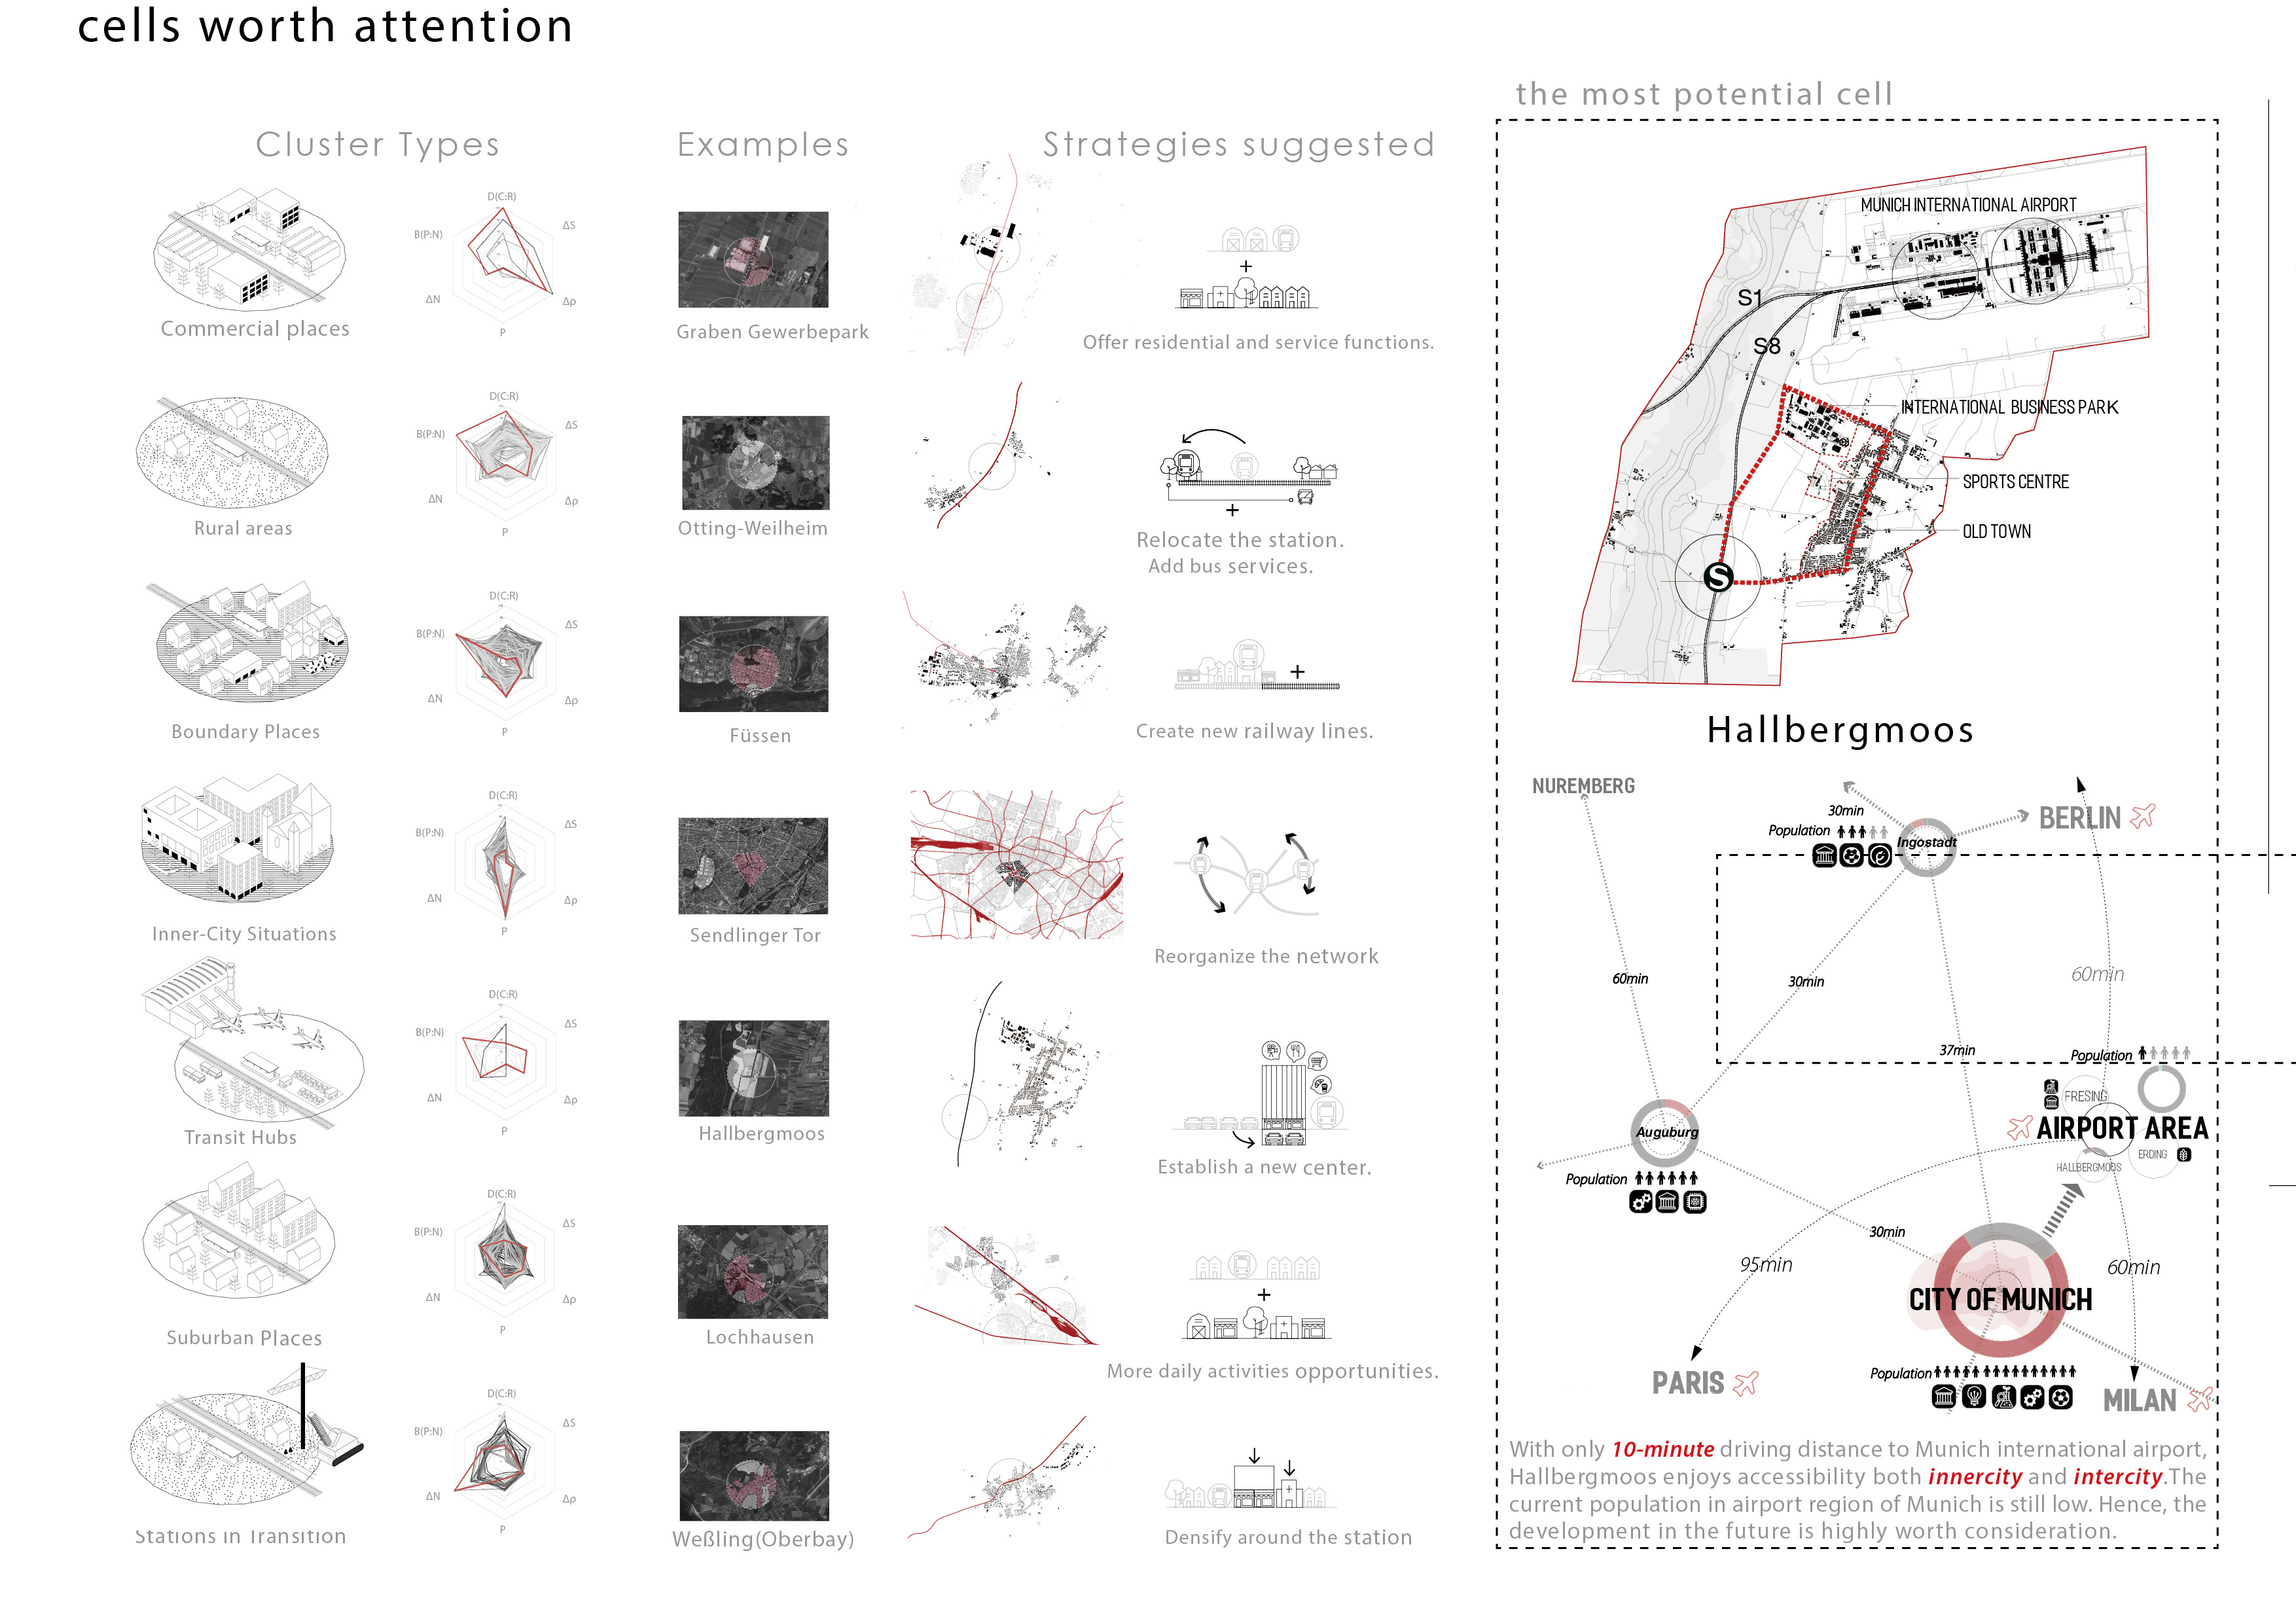 cells worth attention
Cluster Types
Examples
Strategies suggested
D(C:R)
ΔS
B(P:N)
ΔN
Δρ
P
Commercial places
Graben Gewerbepark
+
Offer residential and service functions.
D(C:R)
ΔS
B(P:N)
ΔN
Δρ
P
Rural areas
Otting-Weilheim
+
Relocate the station.
Add bus services.
D(C:R)
ΔS
B(P:N)
ΔN
Δρ
P
Boundary Places
Füssen
+
Create new railway lines.
D(C:R)
ΔS
B(P:N)
ΔN
Δρ
P
Inner-City Situations
Sendlinger Tor
Reorganize the network
D(C:R)
ΔS
B(P:N)
ΔN
Δρ
P
Transit Hubs
Hallbergmoos
Establish a new center.
D(C:R)
ΔS
B(P:N)
ΔN
Δρ
P
Suburban Places
Lochhausen
+
More daily activities opportunities.
D(C:R)
ΔS
B(P:N)
ΔN
Δρ
P
Stations in Transition
Weßling(Oberbay)
Densify around the station
the most potential cell
MUNICH INTERNATIONAL AIRPORT
S1
S8
INTERNATIONAL BUSINESS PARK
SPORTS CENTRE
OLD TOWN
S
Hallbergmoos
NUREMBERG
30min
Population
Ingostadt
BERLIN
60min
30min
60min
37min
Population
FRESING
AIRPORT AREA
HALLBERGMOOS
ERDING
Auguburg
Population
30min
95min
60min
CITY OF MUNICH
Population
PARIS
MILAN
With only 10-minute driving distance to Munich international airport,
Hallbergmoos enjoys accessibility both innercity and intercity.The
current population in airport region of Munich is still low. Hence, the
development in the future is highly worth consideration.